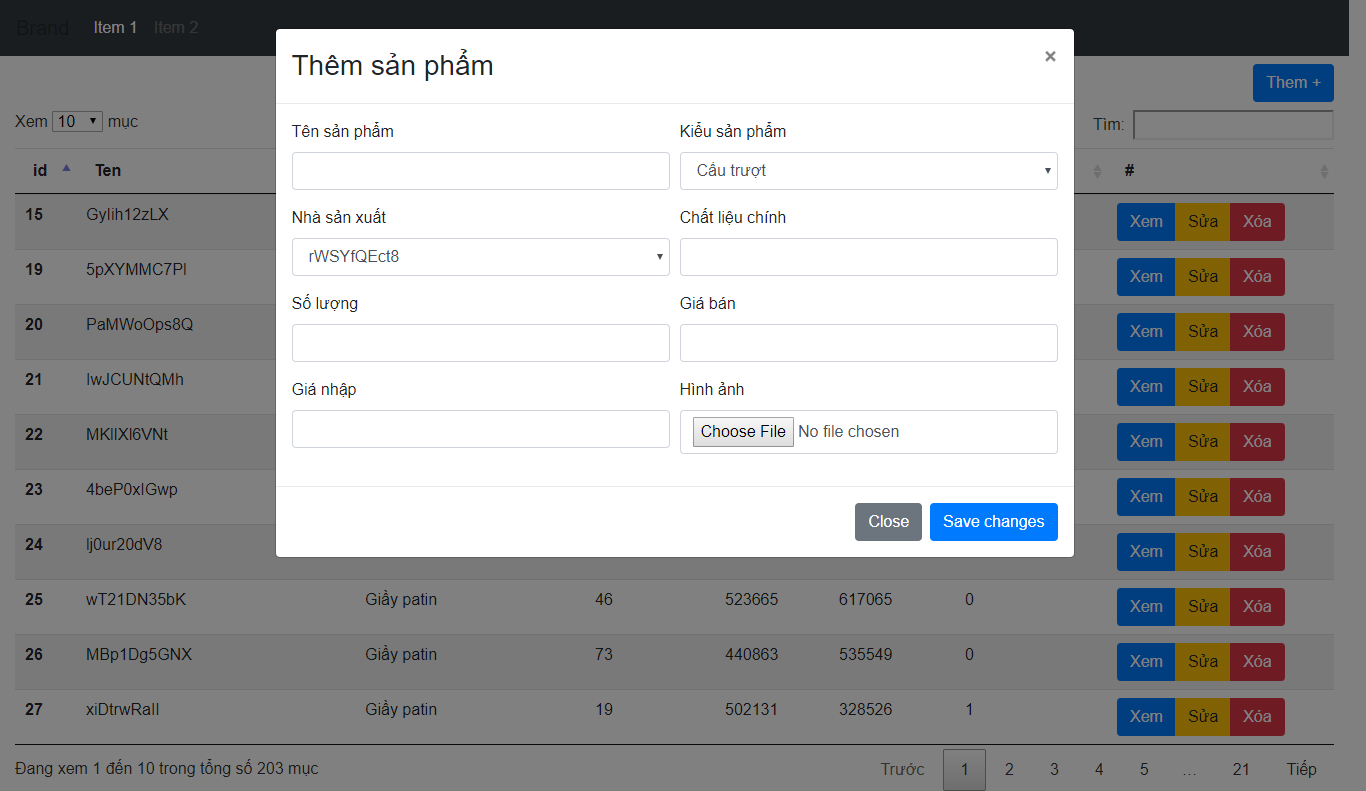 Brand Item 1 Item 2
Thêm sản phẩm ×
Them +
Xem 10 mục Tìm:
Tên sản phẩm Kiểu sản phẩm
Cầu trượt
id Ten #
Nhà sản xuất Chất liệu chính
rWSYfQEct8
Số lượng Giá bán
Giá nhập Hình ảnh
Choose File No file chosen
Close Save changes
15 Xem Sửa Xóa
19 5pXYMMC7Pl Xem Sửa Xóa
20 PaMWoOps8Q Xem Sửa Xóa
21 Xem Sửa Xóa
22 Xem Sửa Xóa
23 Xem Sửa Xóa
24 Xem Sửa Xóa
25 wT21DN35bK Giầy patin 46 523665 617065 0 Xem Sửa Xóa
26 MBp1Dg5GNX Giầy patin 73 440863 535549 0 Xem Sửa Xóa
27 Giầy patin 19 502131 328526 1 Xem Sửa Xóa
Đang xem 1 đến 10 trong tổng số 203 mục Trước 1 2 3 4 5 … 21 Tiếp